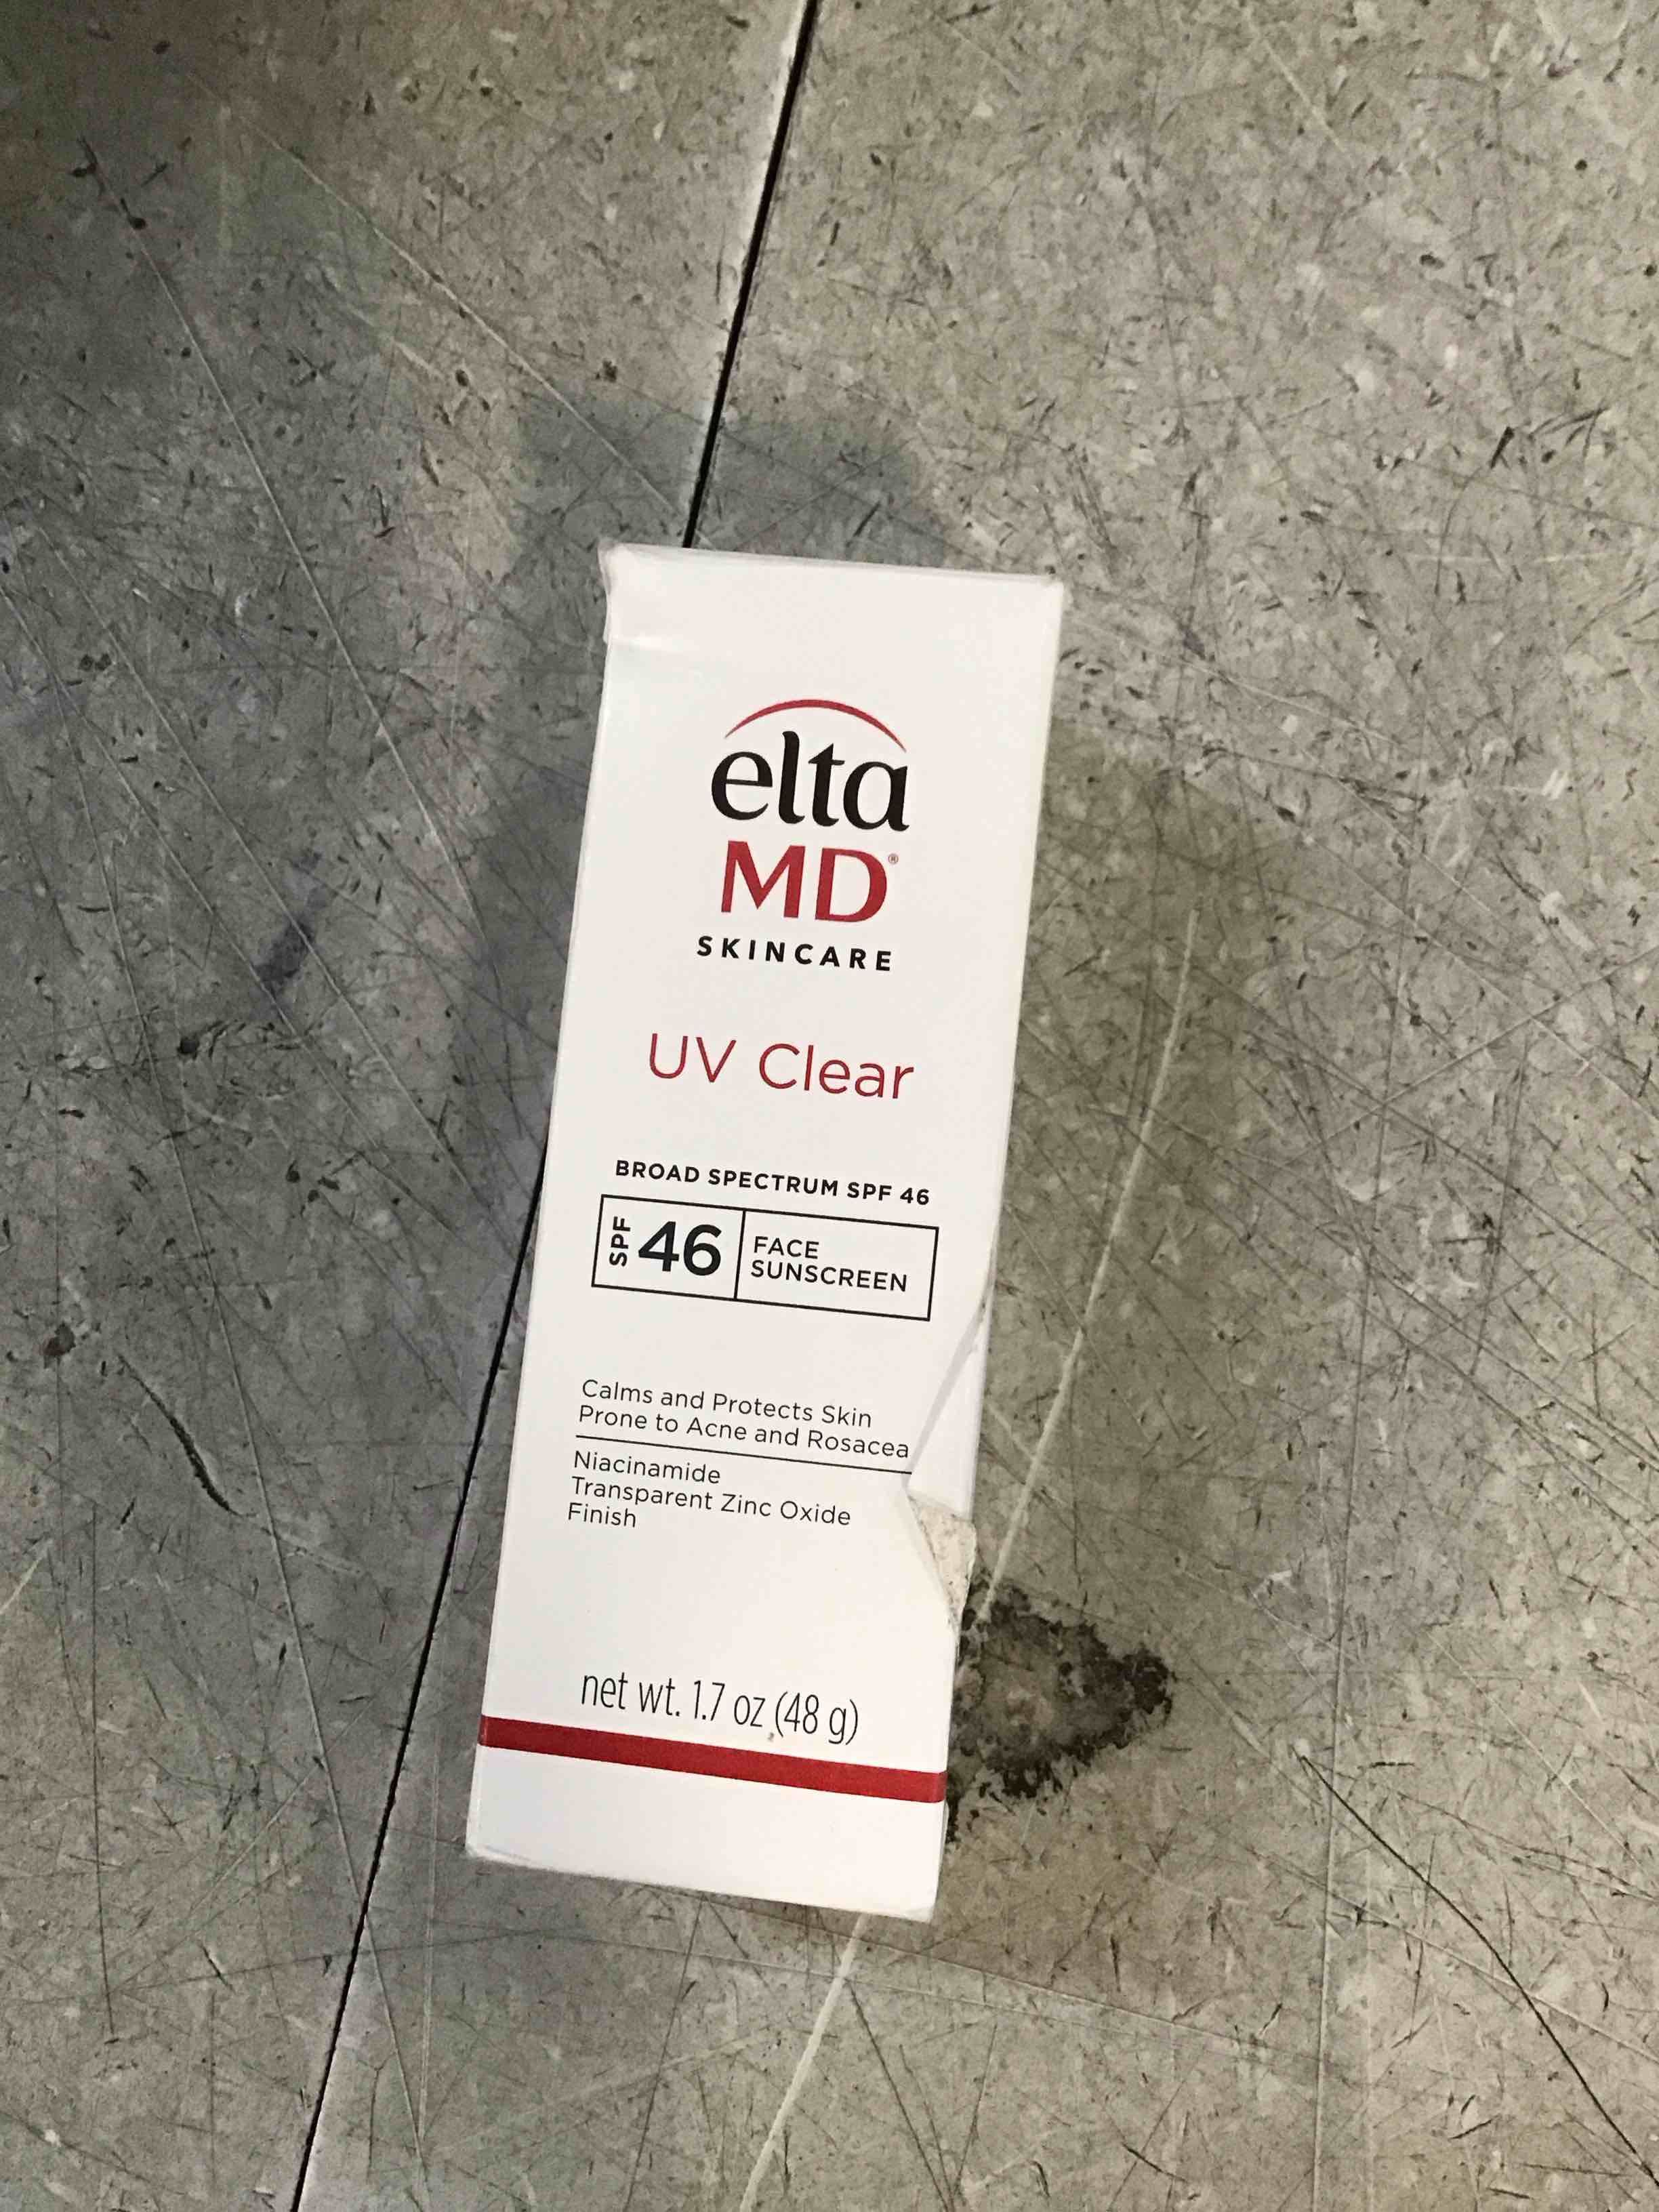 elta
MD®
SKINCARE
UV Clear
BROAD SPECTRUM SPF 46
SPF 46
FACE
SUNSCREEN
Calms and Protects Skin
Prone to Acne and Rosacea
Niacinamide
Transparent Zinc Oxide
Finish
net wt. 1.7 oz (48 g)